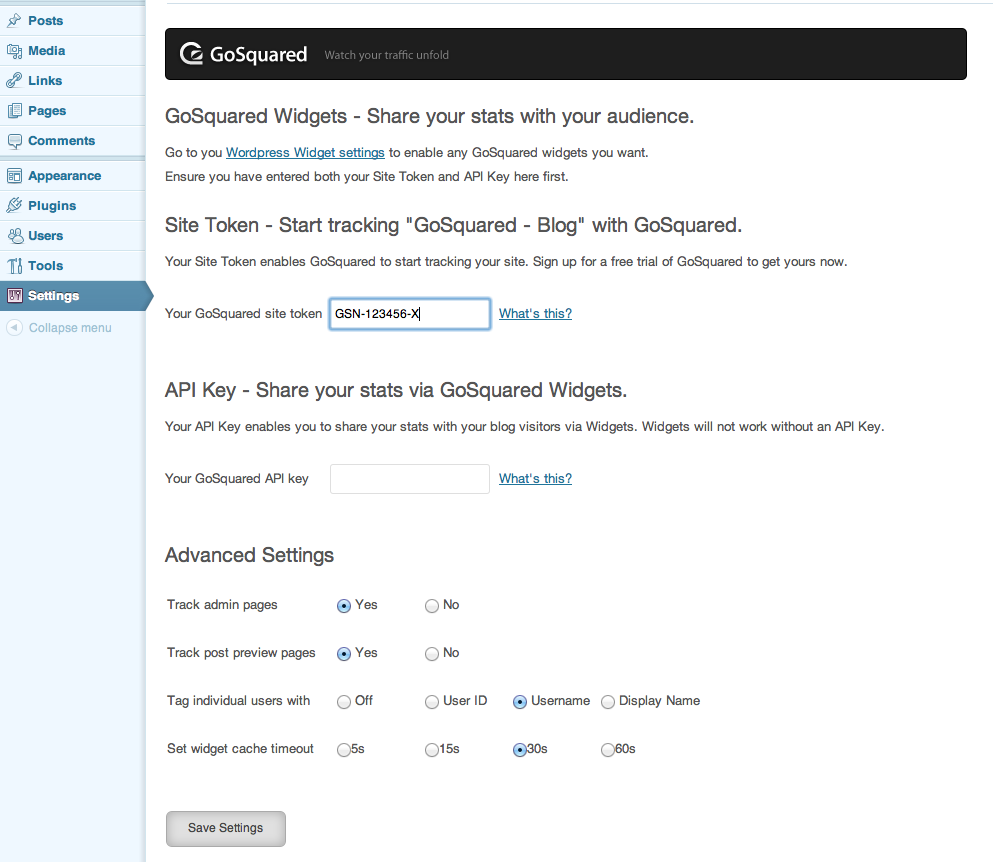 Posts
Media
Links
Pages
Comments
Appearance
Plugins
Users
Tools
Settings
Collapse menu
GoSquared Watch your traffic unfold
GoSquared Widgets - Share your stats with your audience.
Go to you Wordpress Widget settings to enable any GoSquared widgets you want.
Ensure you have entered both your Site Token and API Key here first.
Site Token - Start tracking "GoSquared - Blog" with GoSquared.
Your Site Token enables GoSquared to start tracking your site. Sign up for a free trial of GoSquared to get yours now.
Your GoSquared site token GSN-123456-X What's this?
API Key - Share your stats via GoSquared Widgets.
Your API Key enables you to share your stats with your blog visitors via Widgets. Widgets will not work without an API Key.
Your GoSquared API key What's this?
Advanced Settings
Track admin pages Yes No
Track post preview pages Yes No
Tag individual users with Off User ID Username Display Name
Set widget cache timeout 5s 15s 30s 60s
Save Settings